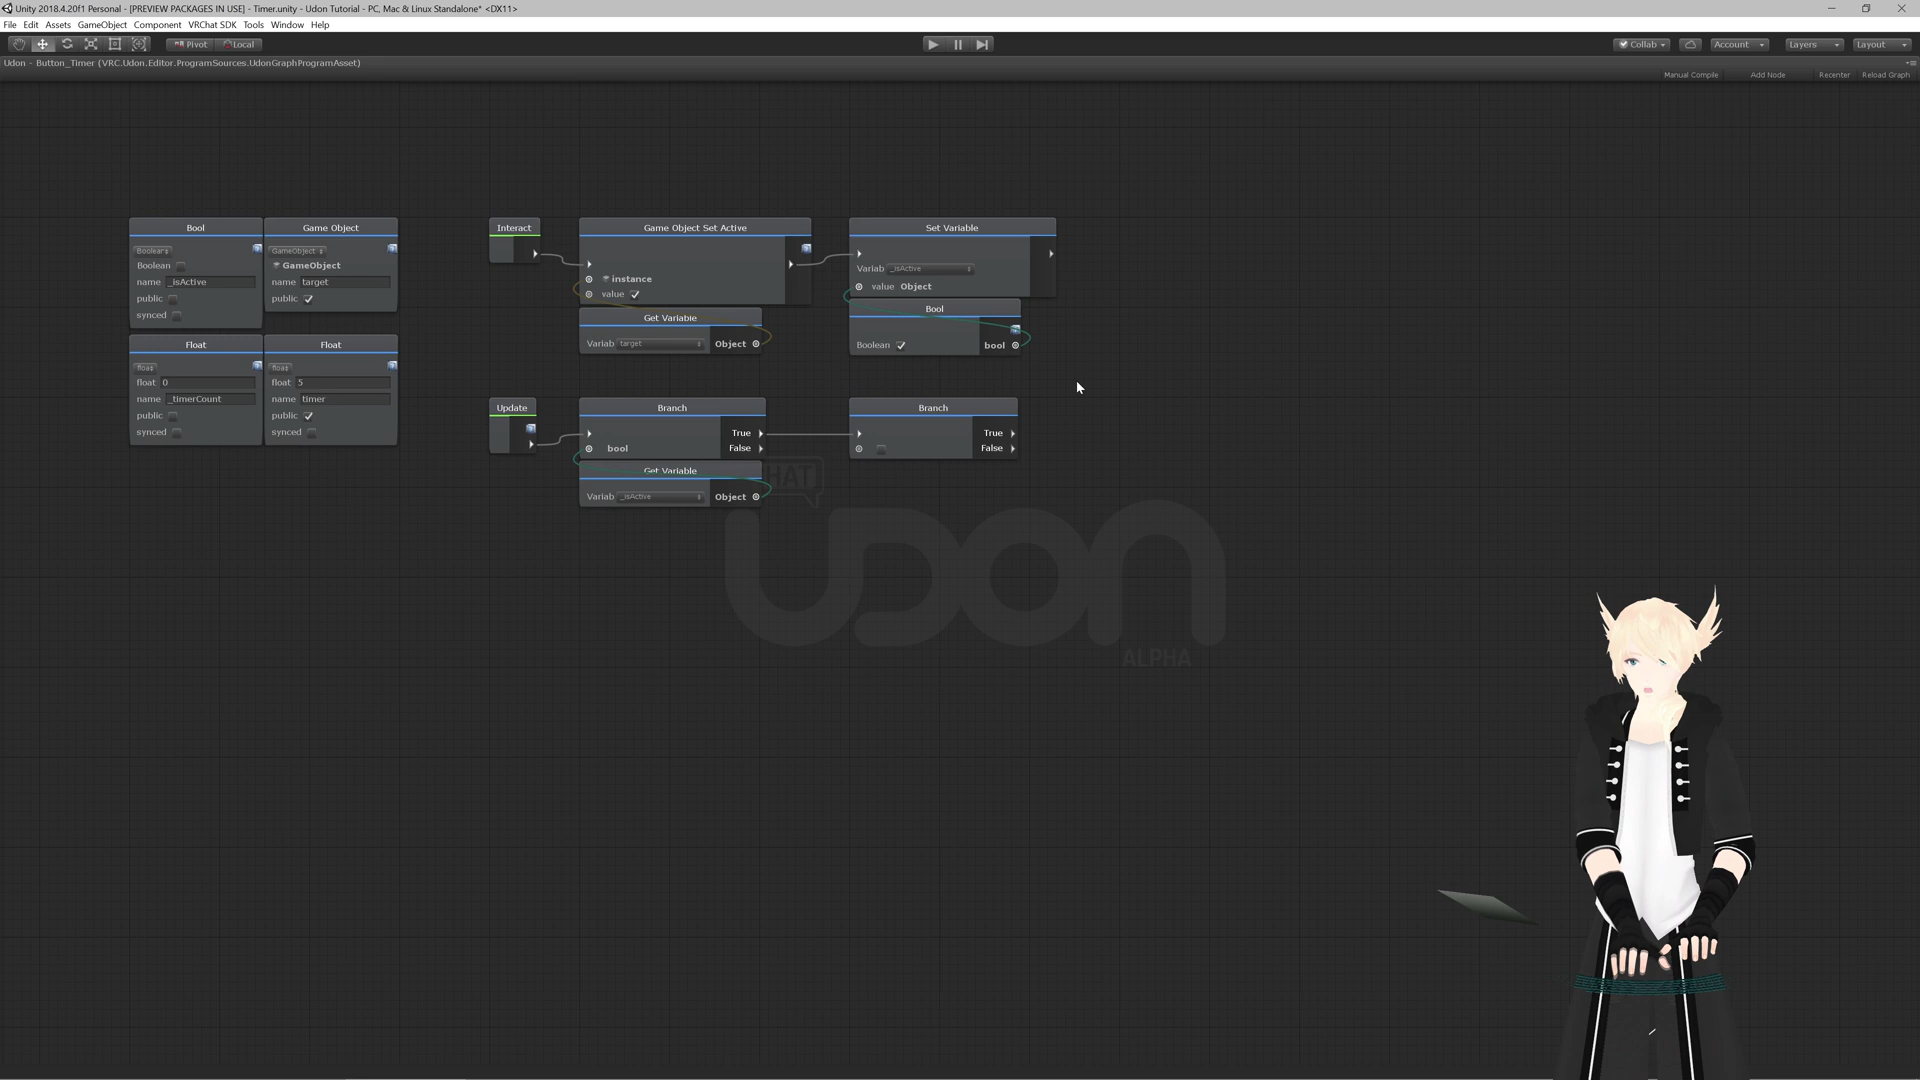 Unity 2018.4.20f1 Personal - [PREVIEW PACKAGES IN USE] - Timer.unity - Udon Tutorial - PC, Mac & Linux Standalone* <DX11>
File Edit Assets GameObject Component VRChat SDK Tools Window Help
Pivot Local Collab Account Layers Layout
Udon - Button_Timer (VRC.Udon.Editor.ProgramSources.UdonGraphProgramAsset)
Manual Compile Add Node Recenter Reload Graph
Bool
Boolear
Boolean
name _isActive
public
synced
Game Object
GameObject
GameObject
name target
public
Float
floa
float 0
name _timerCount
public
synced
Float
floa
float 5
name timer
public
synced
Interact
Game Object Set Active
instance
value
Get Variable
Variab target Object
Set Variable
Variab _isActive
value Object
Bool
Boolean bool
Update
Branch
True
bool False
Get Variable
Variab _isActive Object
Branch
True
False
HAT
UDON
ALPHA